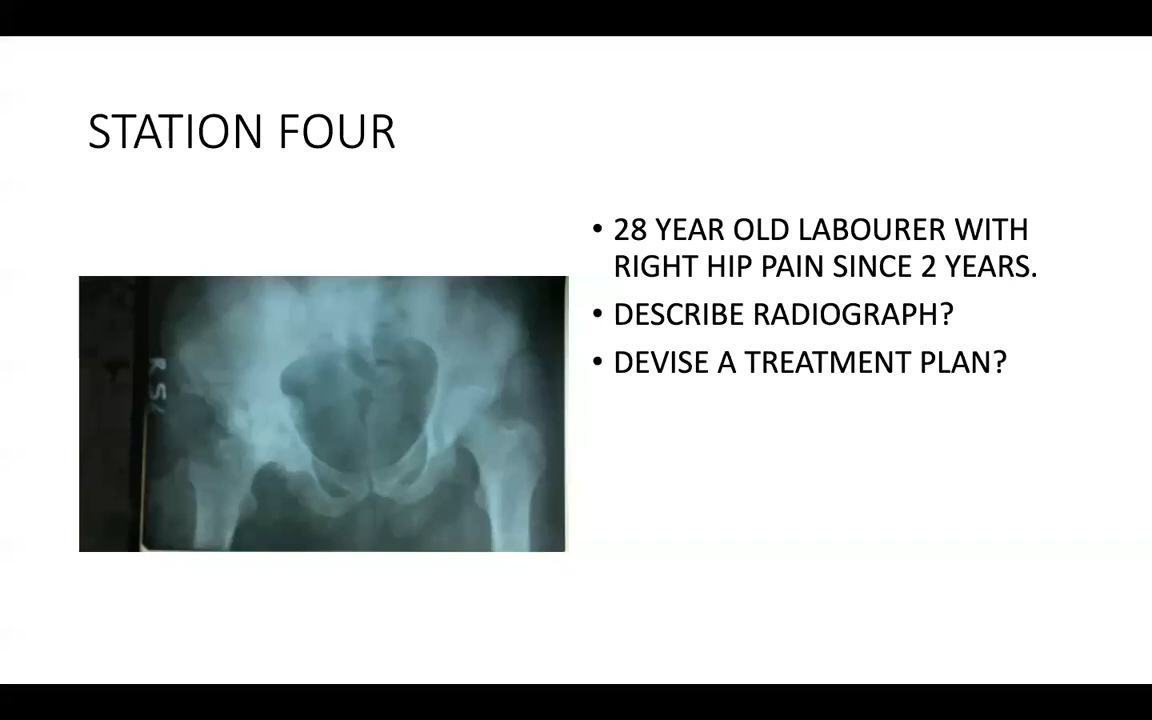 STATION FOUR
• 28 YEAR OLD LABOURER WITH
RIGHT HIP PAIN SINCE 2 YEARS.
• DESCRIBE RADIOGRAPH?
• DEVISE A TREATMENT PLAN?